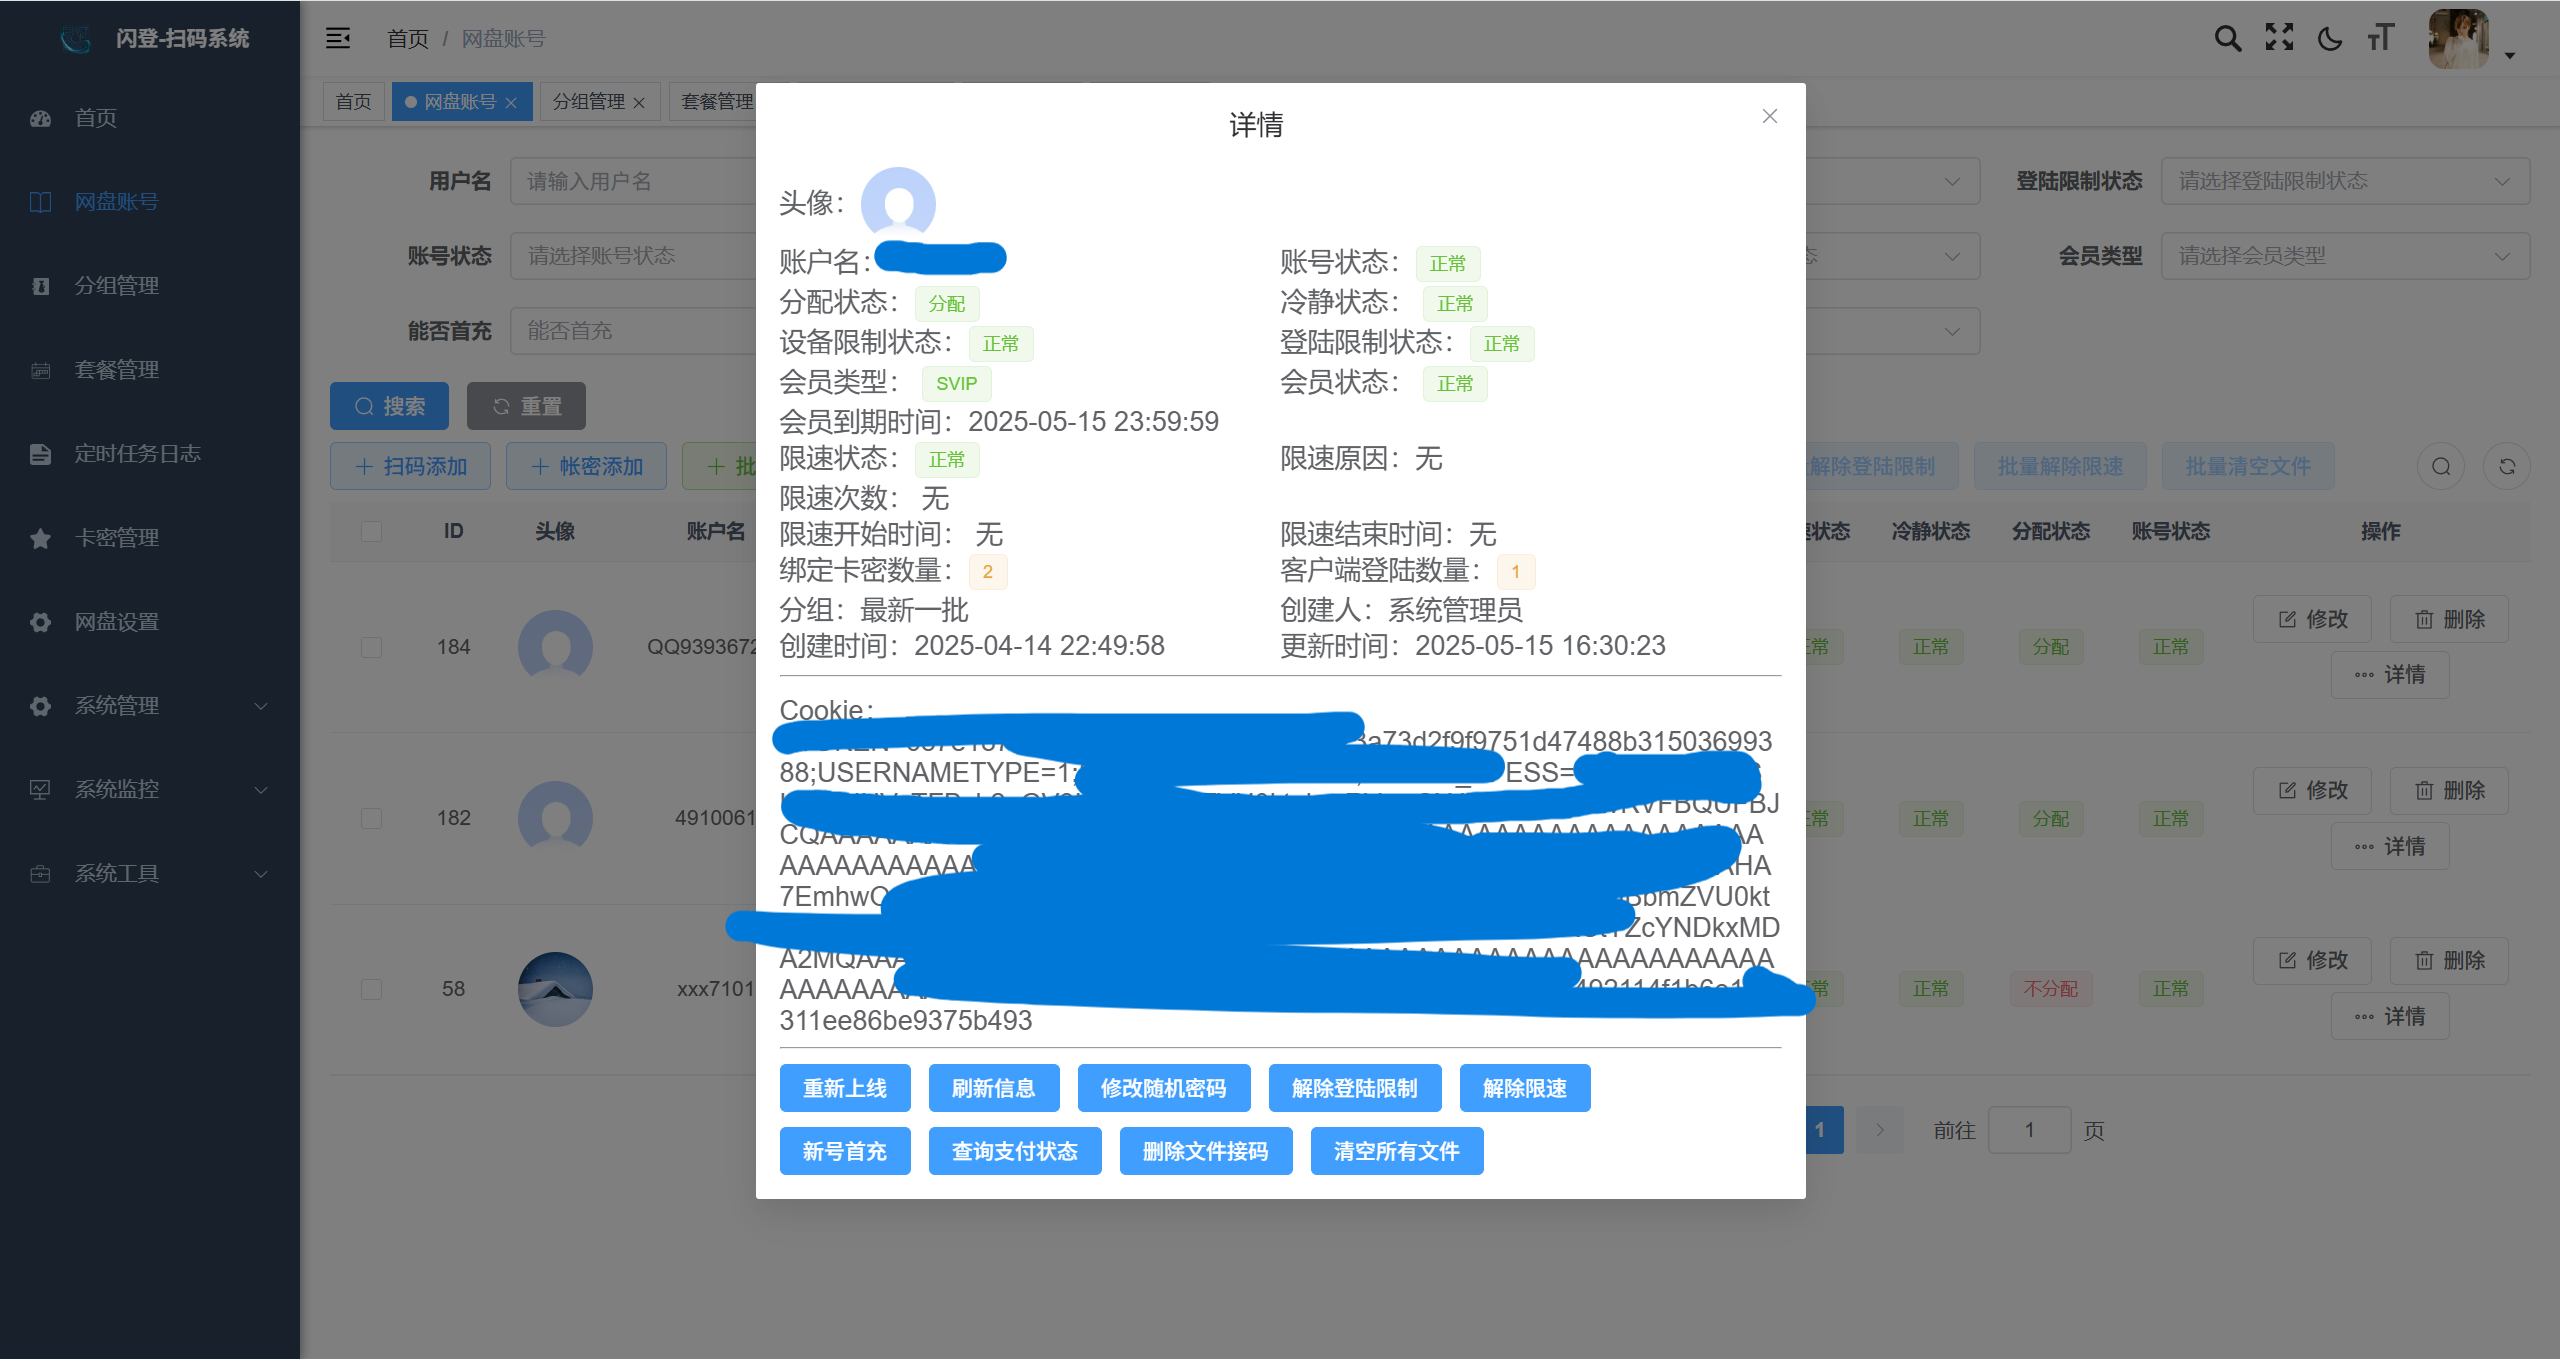 闪登-扫码系统
首页 / 网盘账号
首页
网盘账号
分组管理
套餐管理
定时任务日志
卡密管理
网盘设置
系统管理
系统监控
系统工具
首页 网盘账号 分组管理 套餐管理
用户名 请输入用户名 登陆限制状态 请选择登陆限制状态
账号状态 请选择账号状态 态 会员类型 请选择会员类型
能否首充 能否首充
搜索 重置
扫码添加 帐密添加 批 解除登陆限制 批量解除限速 批量清空文件
ID 头像 账户名 状态 冷静状态 分配状态 账号状态 操作
184 QQ9393672 常 正常 分配 正常 修改 删除
详情
182 4910061 常 正常 分配 正常 修改 删除
详情
58 xxx7101 常 正常 不分配 正常 修改 删除
详情
1 前往 1 页
详情
头像：
账户名： 账号状态： 正常
分配状态： 分配 冷静状态： 正常
设备限制状态： 正常 登陆限制状态： 正常
会员类型： SVIP 会员状态： 正常
会员到期时间：2025-05-15 23:59:59
限速状态： 正常 限速原因：无
限速次数： 无
限速开始时间： 无 限速结束时间：无
绑定卡密数量： 2 客户端登陆数量： 1
分组：最新一批 创建人：系统管理员
创建时间：2025-04-14 22:49:58 更新时间：2025-05-15 16:30:23
Cookie：
a73d2f9f9751d47488b315036993
88;USERNAMETYPE=1; ESS=
RVFBQUFBJ
CQAAAA AAAAAAAAAAAAA
AAAAAAAAAA HA
7Emhw bmZVU0kt
ZcYNDkxMD
A2MQAAA AAAAAAAAAAAAAAA
AAAAAAAA
311ee86be9375b493
重新上线 刷新信息 修改随机密码 解除登陆限制 解除限速
新号首充 查询支付状态 删除文件接码 清空所有文件